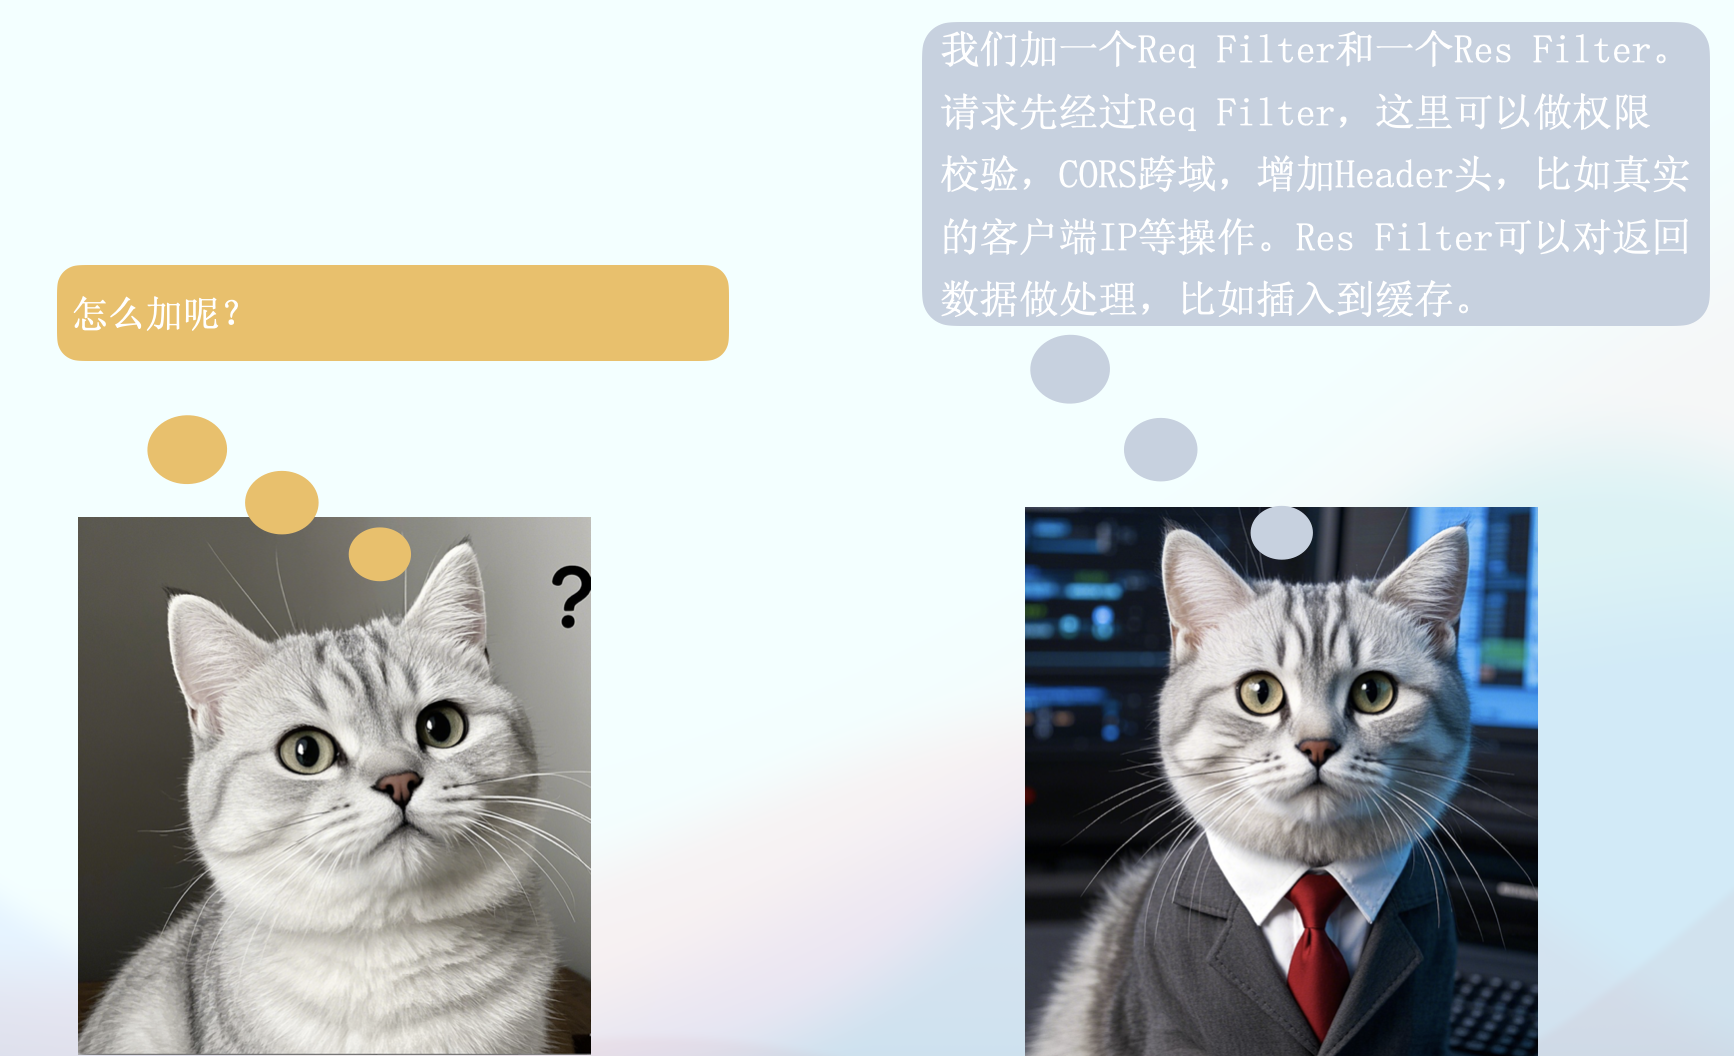 怎么加呢？
我们加一个Req Filter和一个Res Filter。
请求先经过Req Filter，这里可以做权限
校验，CORS跨域，增加Header头，比如真实
的客户端IP等操作。Res Filter可以对返回
数据做处理，比如插入到缓存。
?